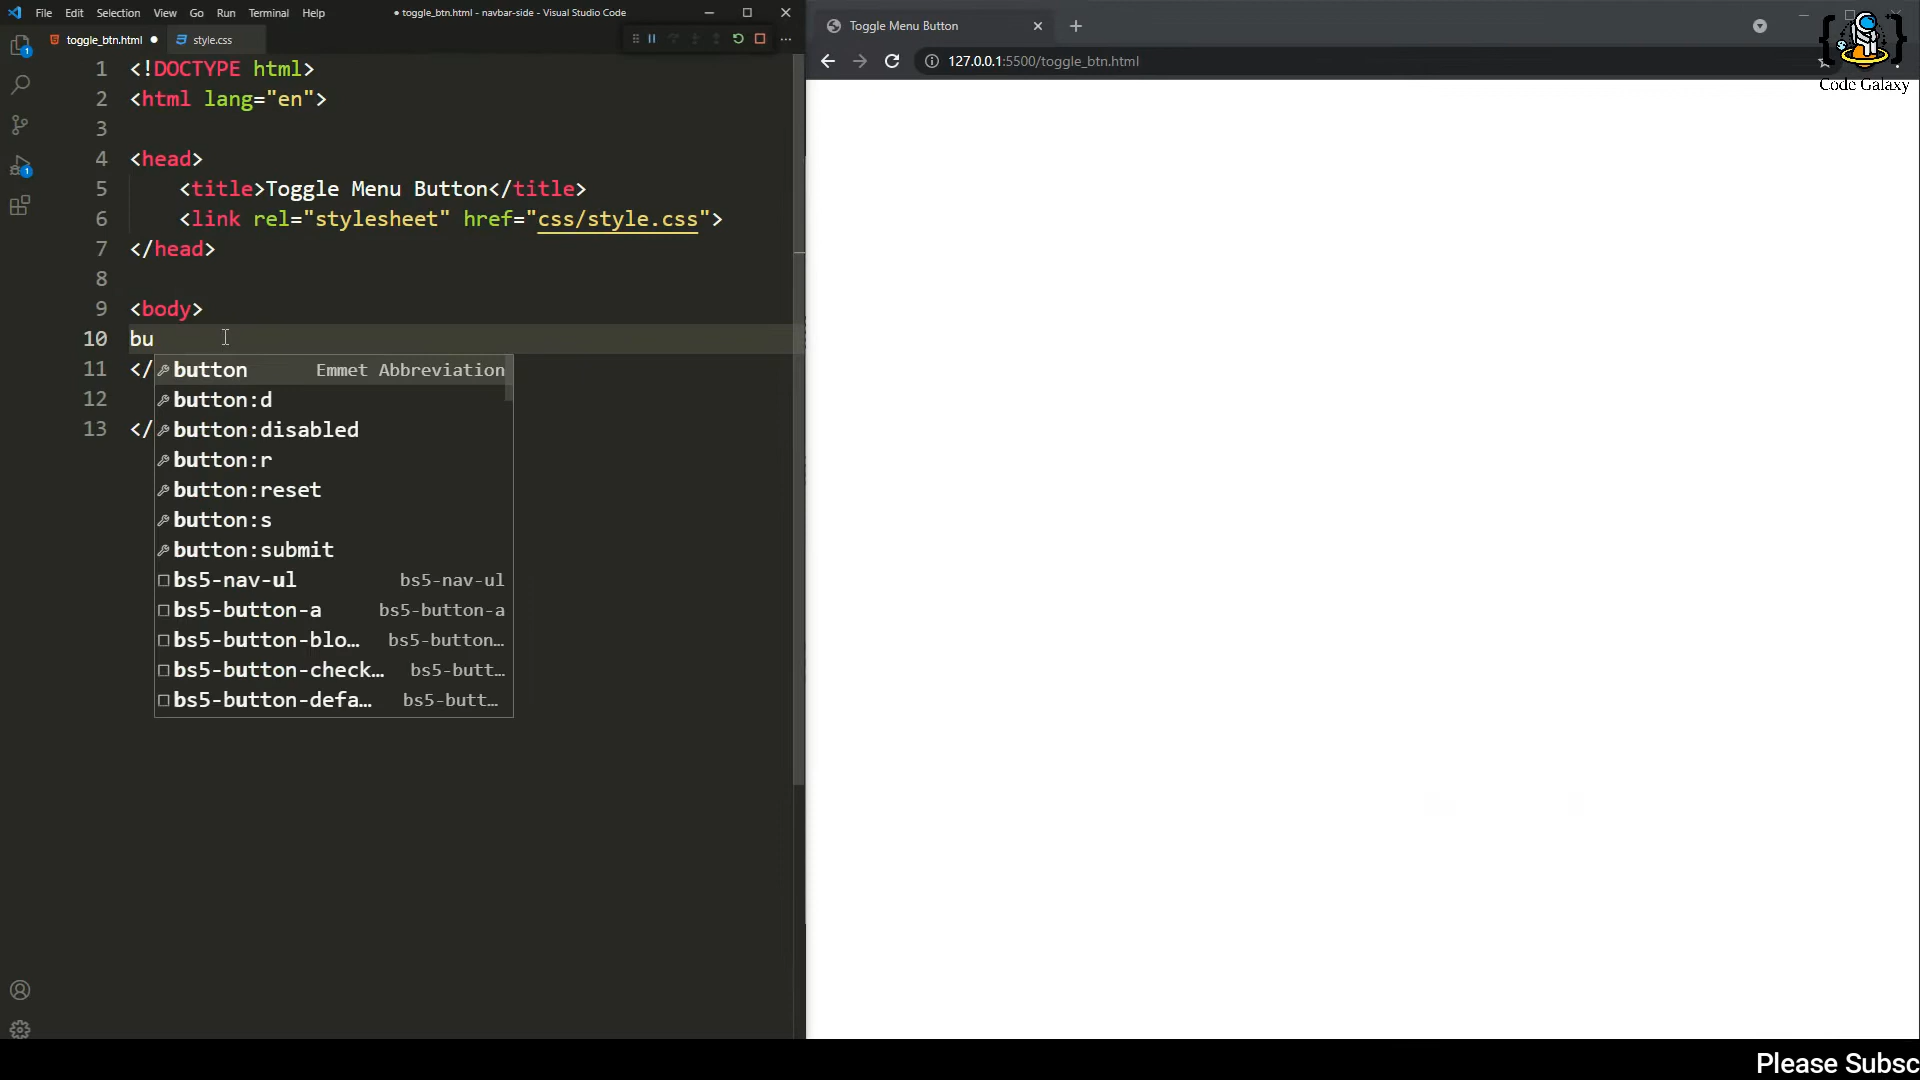 File Edit Selection View Go Run Terminal Help
● toggle_btn.html - navbar-side - Visual Studio Code
toggle_btn.html ●
style.css
1 <!DOCTYPE html>
2 <html lang="en">
3
4 <head>
5 <title>Toggle Menu Button</title>
6 <link rel="stylesheet" href="css/style.css">
7 </head>
8
9 <body>
10 bu
11 </
12
13 </
button Emmet Abbreviation
button:d
button:disabled
button:r
button:reset
button:s
button:submit
bs5-nav-ul bs5-nav-ul
bs5-button-a bs5-button-a
bs5-button-blo… bs5-button…
bs5-button-check… bs5-butt…
bs5-button-defa… bs5-butt…
1
1
Toggle Menu Button
127.0.0.1:5500/toggle_btn.html
Code Galaxy
Please Subsc